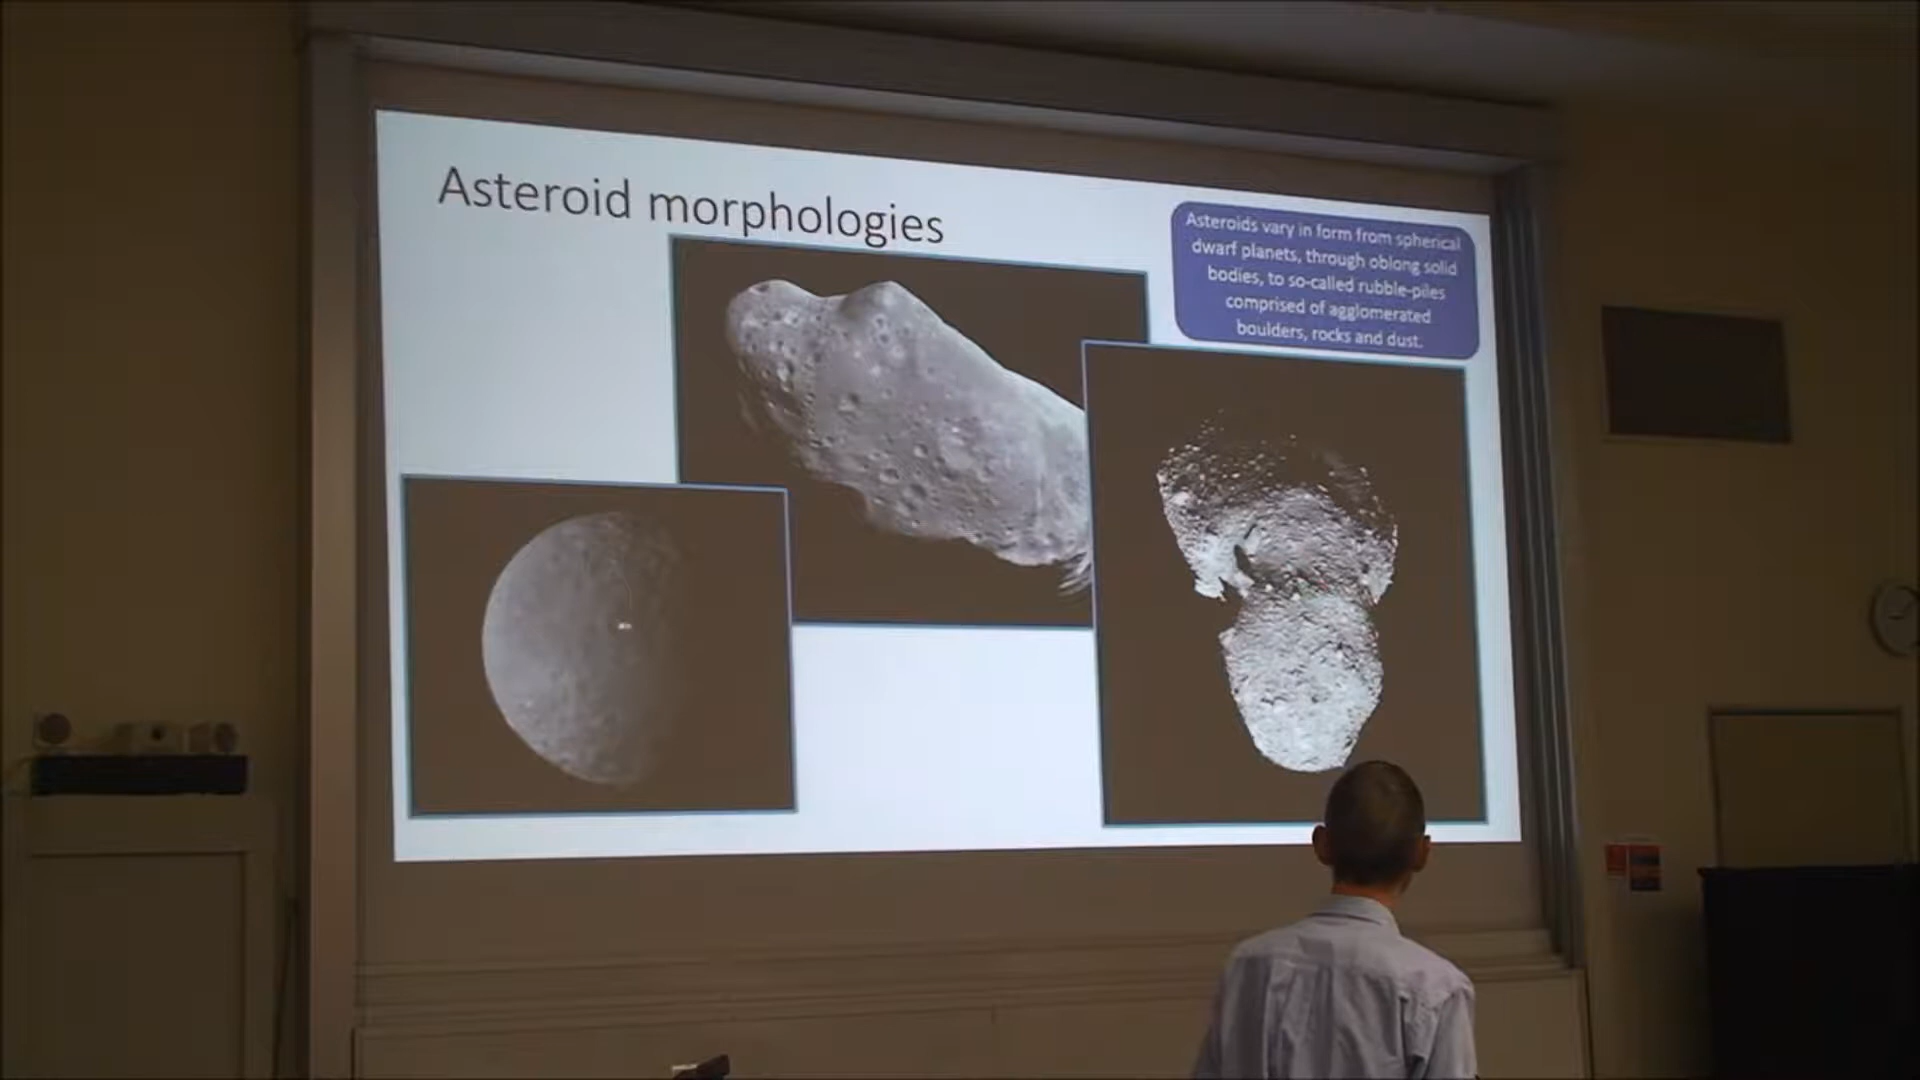 Asteroid morphologies
Asteroids vary in form from spherical
dwarf planets, through oblong solid
bodies, to so-called rubble-piles
comprised of agglomerated
boulders, rocks and dust.